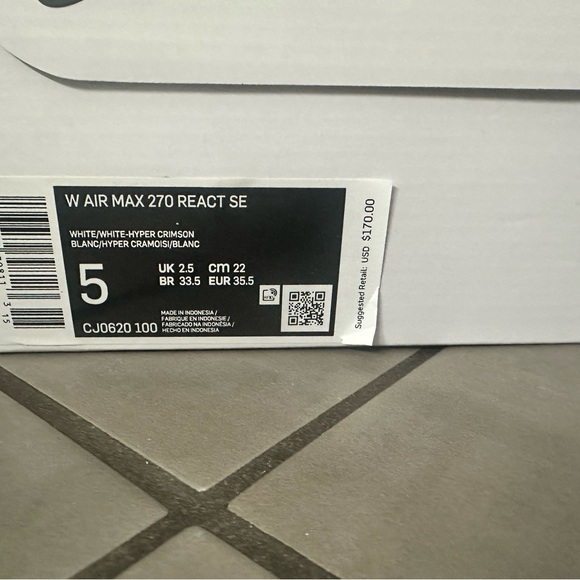 W AIR MAX 270 REACT SE
WHITE/WHITE-HYPER CRIMSON
BLANC/HYPER CRAMOISI/BLANC
5
UK 2.5 cm 22
BR 33.5 EUR 35.5
MADE IN INDONESIA /
FABRIQUE EN INDONESIE /
FABRICADO NA INDONÉSIA /
HECHO EN INDONESIA
CJ0620 100
Suggested Retail: USD $170.00